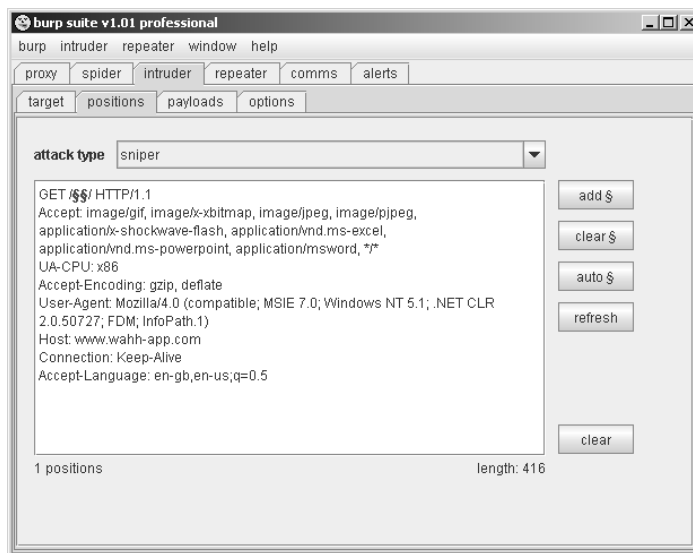 burp suite v1.01 professional
burp intruder repeater window help
proxy spider intruder repeater comms alerts
target positions payloads options
attack type sniper
GET /§§/ HTTP/1.1
Accept: image/gif, image/x-xbitmap, image/jpeg, image/pjpeg,
application/x-shockwave-flash, application/vnd.ms-excel,
application/vnd.ms-powerpoint, application/msword, */*
UA-CPU: x86
Accept-Encoding: gzip, deflate
User-Agent: Mozilla/4.0 (compatible; MSIE 7.0; Windows NT 5.1; .NET CLR
2.0.50727; FDM; InfoPath.1)
Host: www.wahh-app.com
Connection: Keep-Alive
Accept-Language: en-gb,en-us;q=0.5
add §
clear §
auto §
refresh
clear
1 positions length: 416